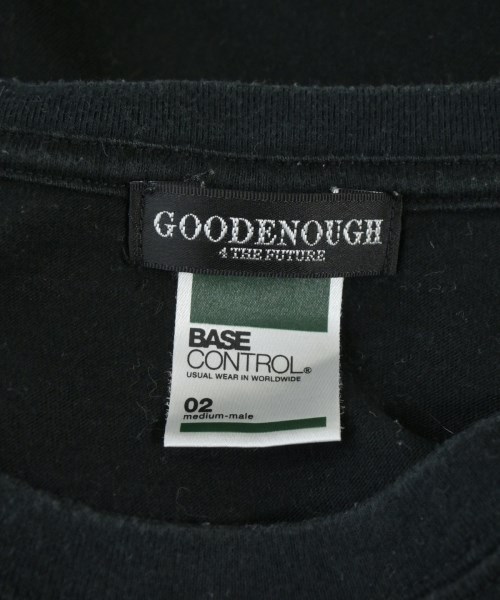 GOODENOUGH
4 THE FUTURE
BASE
CONTROL®
USUAL WEAR IN WORLDWIDE
02
medium-male